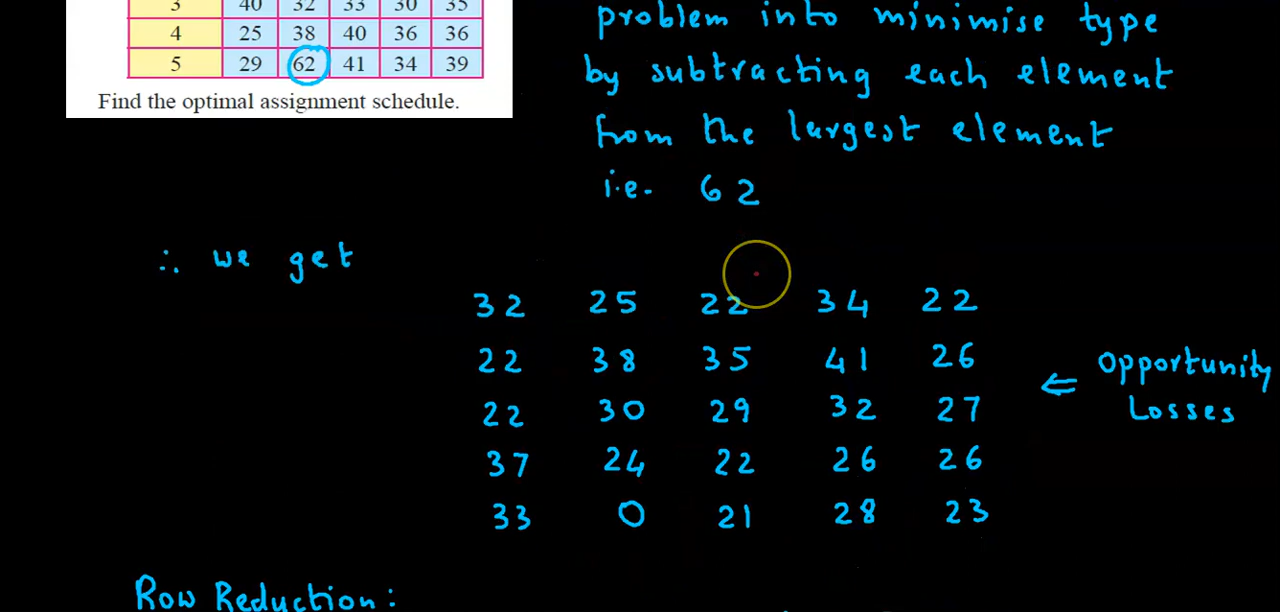 3 40 32 33 30 35
4 25 38 40 36 36
5 29 62 41 34 39
Find the optimal assignment schedule.
problem into minimise type
by subtracting each element
from the largest element
i.e. 62
∴ we get
32 25 22 34 22
22 38 35 41 26
22 30 29 32 27
37 24 22 26 26
33 0 21 28 23
⇐ Opportunity
Losses
Row Reduction: